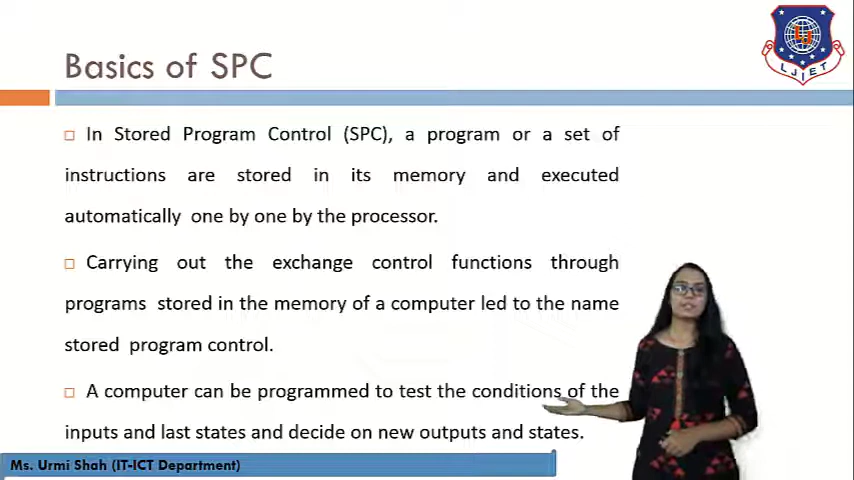 Basics of SPC
LJIET
In Stored Program Control (SPC), a program or a set of
instructions are stored in its memory and executed
automatically one by one by the processor.
Carrying out the exchange control functions through
programs stored in the memory of a computer led to the name
stored program control.
A computer can be programmed to test the conditions of the
inputs and last states and decide on new outputs and states.
Ms. Urmi Shah (IT-ICT Department)